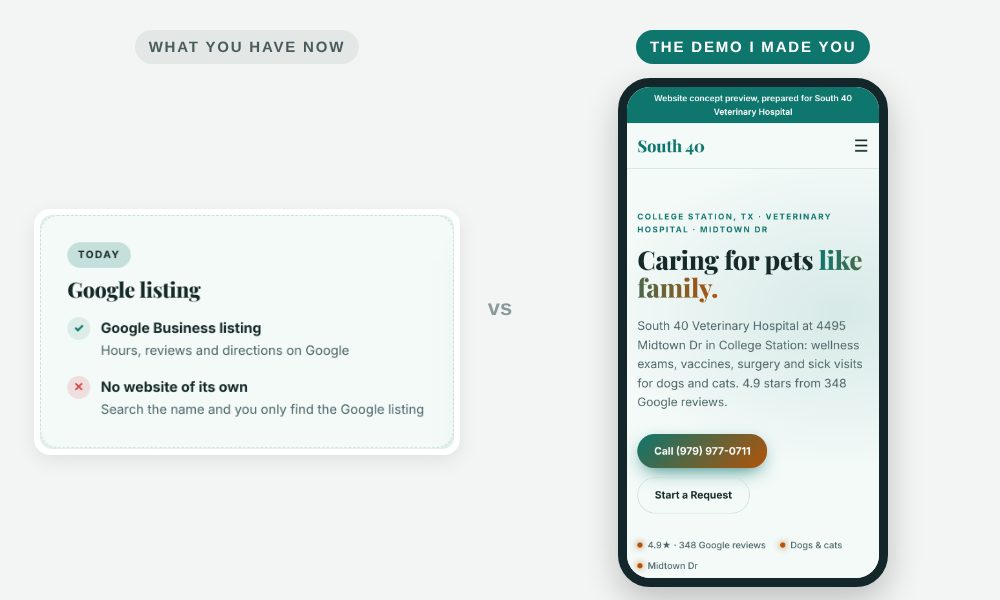 WHAT YOU HAVE NOW
TODAY
Google listing
Google Business listing
Hours, reviews and directions on Google
No website of its own
Search the name and you only find the Google listing
vs
THE DEMO I MADE YOU
Website concept preview, prepared for South 40
Veterinary Hospital
South 40
COLLEGE STATION, TX · VETERINARY
HOSPITAL · MIDTOWN DR
Caring for pets like
family.
South 40 Veterinary Hospital at 4495
Midtown Dr in College Station: wellness
exams, vaccines, surgery and sick visits
for dogs and cats. 4.9 stars from 348
Google reviews.
Call (979) 977-0711
Start a Request
4.9★ · 348 Google reviews
Dogs & cats
Midtown Dr